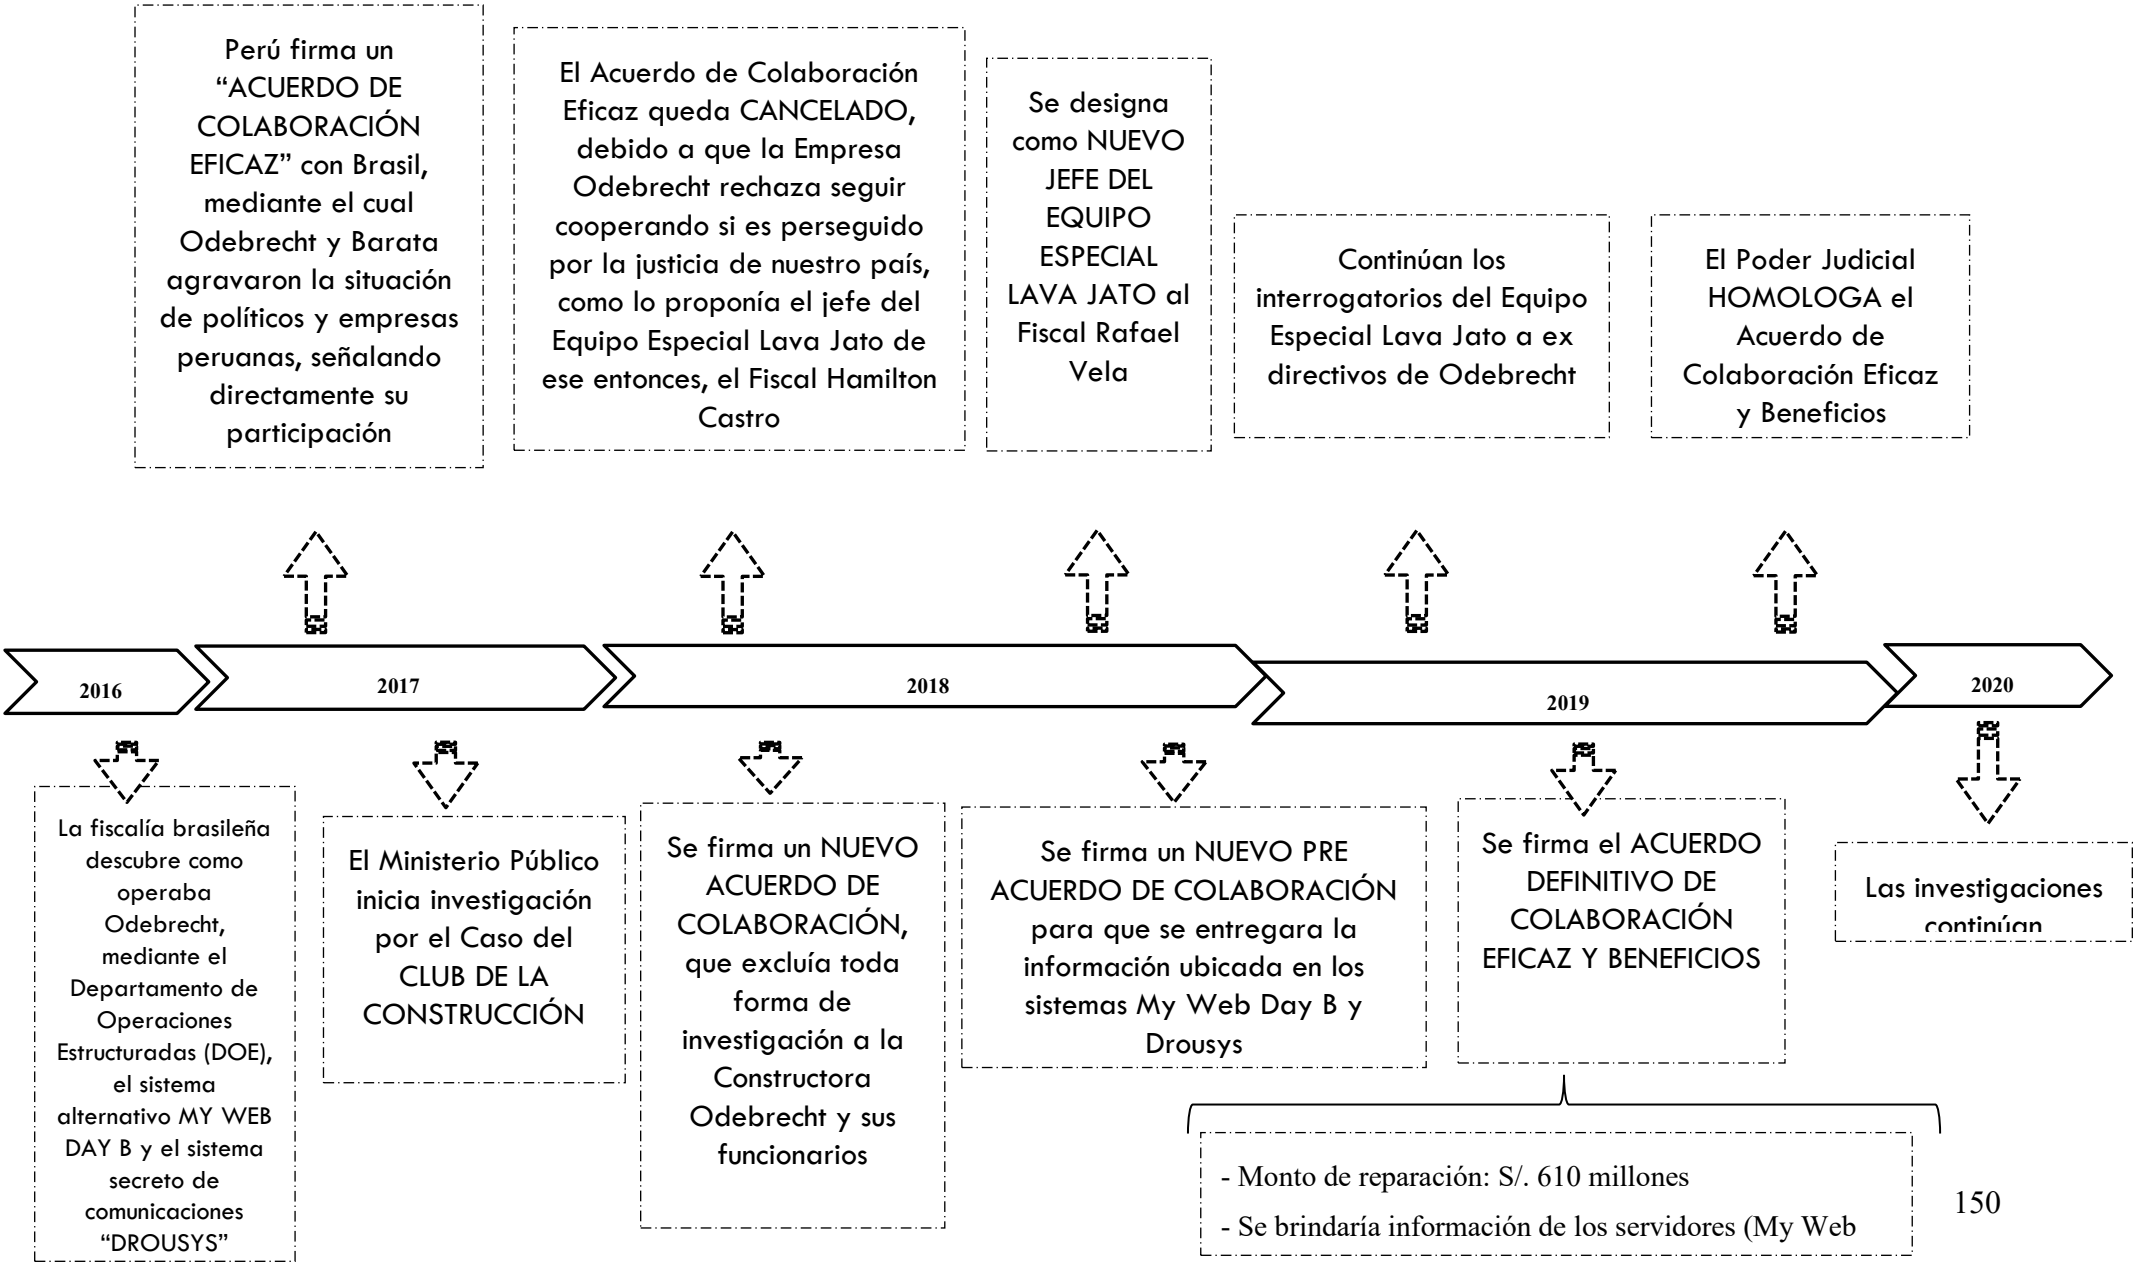 Perú firma un
“ACUERDO DE
COLABORACIÓN
EFICAZ” con Brasil,
mediante el cual
Odebrecht y Barata
agravaron la situación
de políticos y empresas
peruanas, señalando
directamente su
participación
El Acuerdo de Colaboración
Eficaz queda CANCELADO,
debido a que la Empresa
Odebrecht rechaza seguir
cooperando si es perseguido
por la justicia de nuestro país,
como lo proponía el jefe del
Equipo Especial Lava Jato de
ese entonces, el Fiscal Hamilton
Castro
Se designa
como NUEVO
JEFE DEL
EQUIPO
ESPECIAL
LAVA JATO al
Fiscal Rafael
Vela
Continúan los
interrogatorios del Equipo
Especial Lava Jato a ex
directivos de Odebrecht
El Poder Judicial
HOMOLOGA el
Acuerdo de
Colaboración Eficaz
y Beneficios
2016
2017
2018
2019
2020
La fiscalía brasileña
descubre como
operaba
Odebrecht,
mediante el
Departamento de
Operaciones
Estructuradas (DOE),
el sistema
alternativo MY WEB
DAY B y el sistema
secreto de
comunicaciones
“DROUSYS”
El Ministerio Público
inicia investigación
por el Caso del
CLUB DE LA
CONSTRUCCIÓN
Se firma un NUEVO
ACUERDO DE
COLABORACIÓN,
que excluía toda
forma de
investigación a la
Constructora
Odebrecht y sus
funcionarios
Se firma un NUEVO PRE
ACUERDO DE COLABORACIÓN
para que se entregara la
información ubicada en los
sistemas My Web Day B y
Drousys
Se firma el ACUERDO
DEFINITIVO DE
COLABORACIÓN
EFICAZ Y BENEFICIOS
Las investigaciones
continúan
- Monto de reparación: S/. 610 millones
- Se brindaría información de los servidores (My Web
150